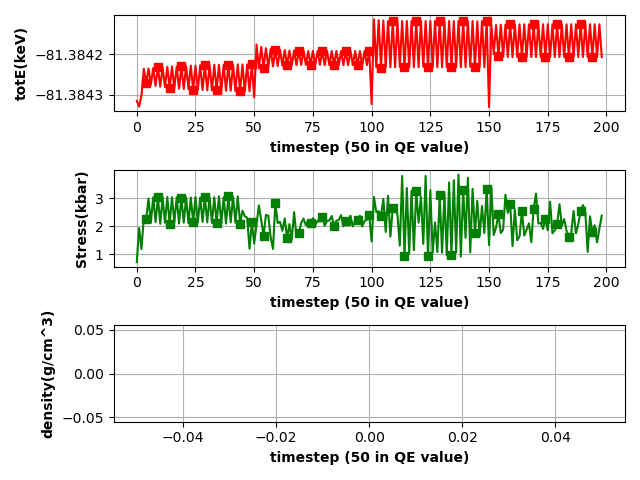 totE(keV)
−81.3842
−81.3843
0 25 50 75 100 125 150 175 200
timestep (50 in QE value)
Stress(kbar)
3
2
1
0 25 50 75 100 125 150 175 200
timestep (50 in QE value)
density(g/cm^3)
0.05
0.00
−0.05
−0.04 −0.02 0.00 0.02 0.04
timestep (50 in QE value)